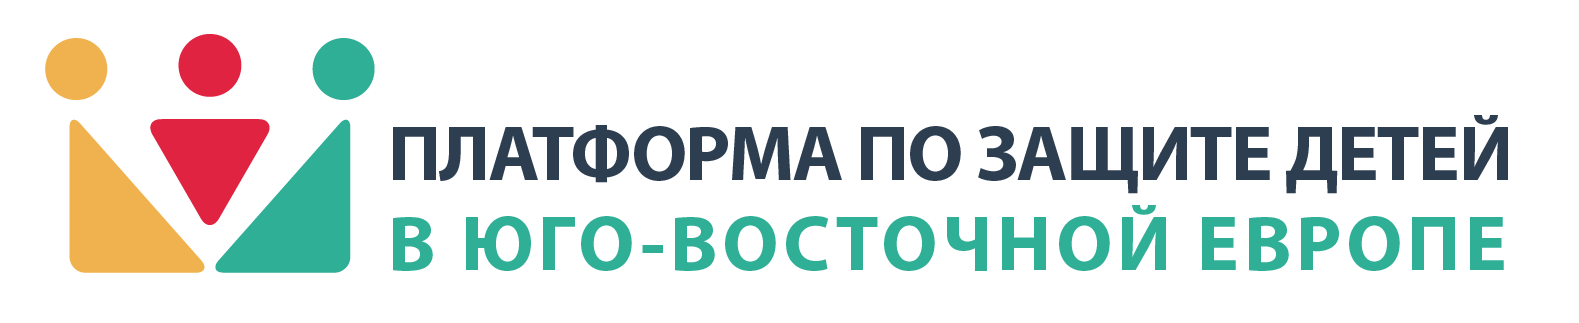 ПЛАТФОРМА ПО ЗАЩИТЕ ДЕТЕЙ
В ЮГО-ВОСТОЧНОЙ ЕВРОПЕ